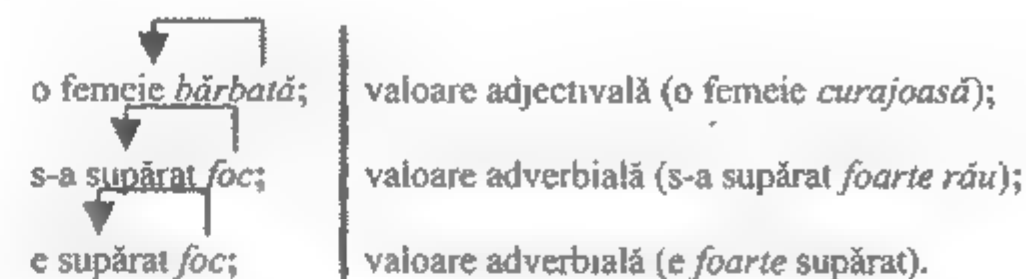 o femeie bărbată; valoare adjectivală (o femeie curajoasă);
s-a supărat foc; valoare adverbială (s-a supărat foarte rău);
e supărat foc; valoare adverbială (e foarte supărat).